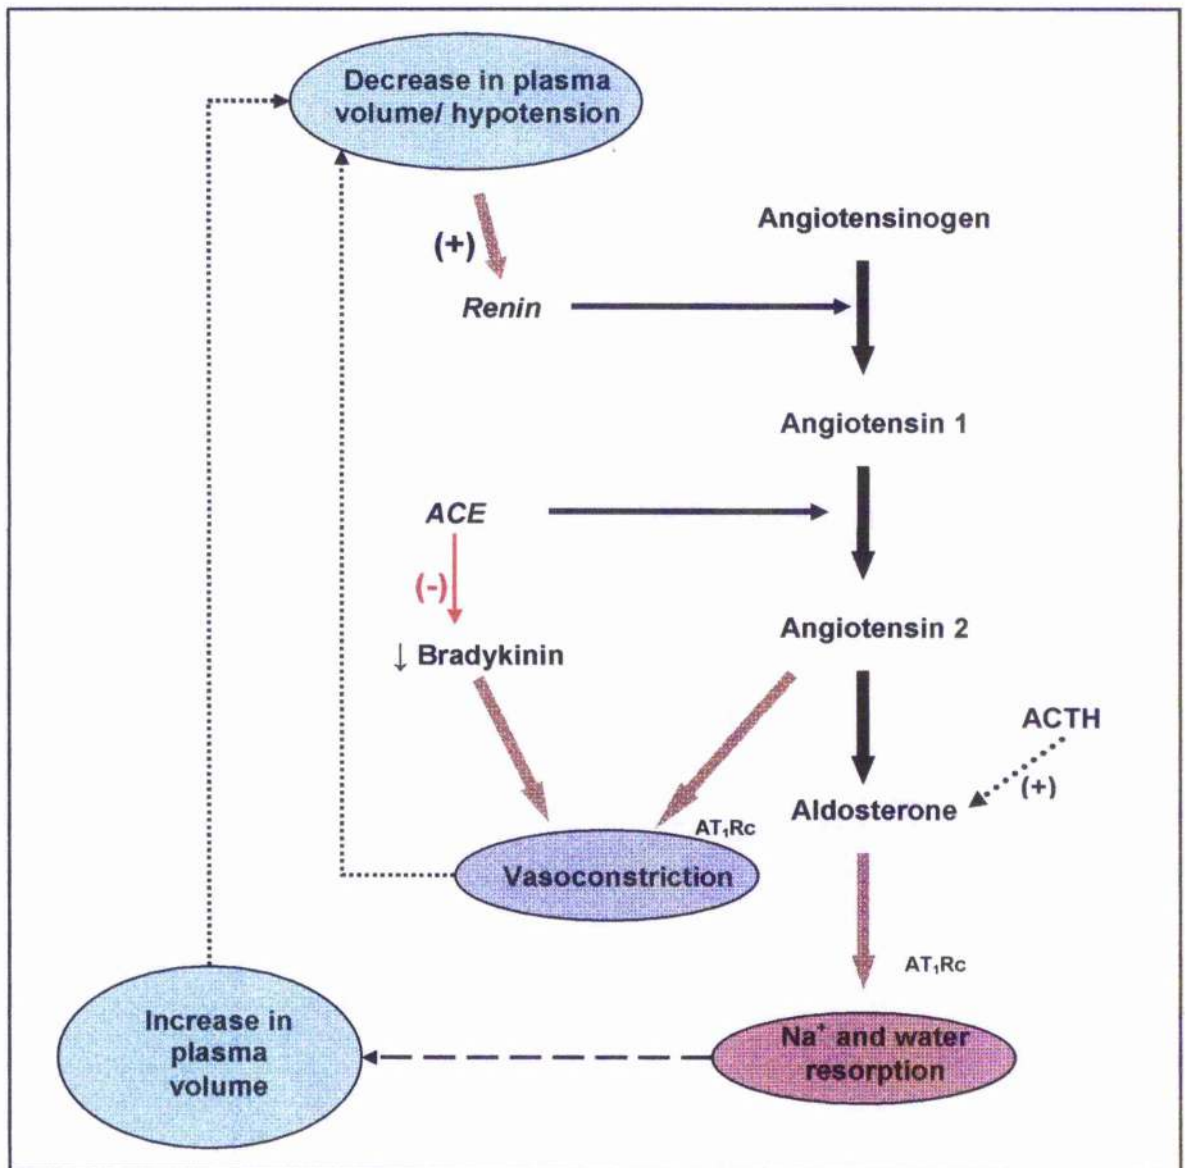 Decrease in plasma
volume/ hypotension
(+)
Angiotensinogen
Renin
Angiotensin 1
ACE
(-)
↓ Bradykinin
Angiotensin 2
ACTH
(+)
Aldosterone
AT₁Rc
Vasoconstriction
AT₁Rc
Increase in
plasma
volume
Na⁺ and water
resorption